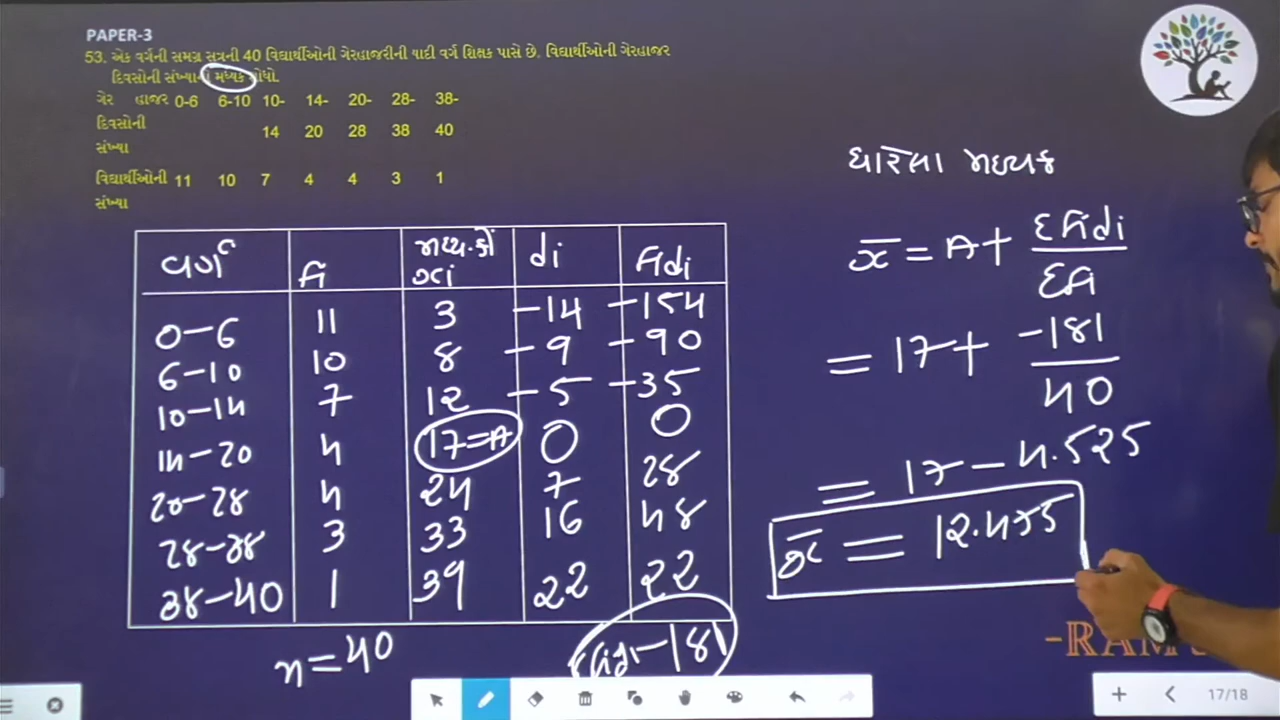 PAPER-3
53. એક વર્ગની સમગ્ર સત્રની 40 વિદ્યાર્થીઓની ગેરહાજરીની યાદી વર્ગ શિક્ષક પાસે છે. વિદ્યાર્થીઓની ગેરહાજર
દિવસોની સંખ્યાનો મધ્યક શોધો.
ગેર હાજર 0-6 6-10 10- 14- 20- 28- 38-
દિવસોની 14 20 28 38 40
સંખ્યા
વિદ્યાર્થીઓની 11 10 7 4 4 3 1
સંખ્યા
ધારેલા મધ્યક
વર્ગ fi મધ્ય.કીં xi di fidi
0-6 11 3 -14 -154
6-10 10 8 -9 -90
10-14 7 12 -5 -35
14-20 4 17=A 0 0
20-28 4 24 7 28
28-38 3 33 16 48
38-40 1 39 22 22
n=40 Σfidi=-181
x̄ = A + Σfidi / Σfi
= 17+ -181 / 40
= 17-4.525
x̄ = 12.475
17/18